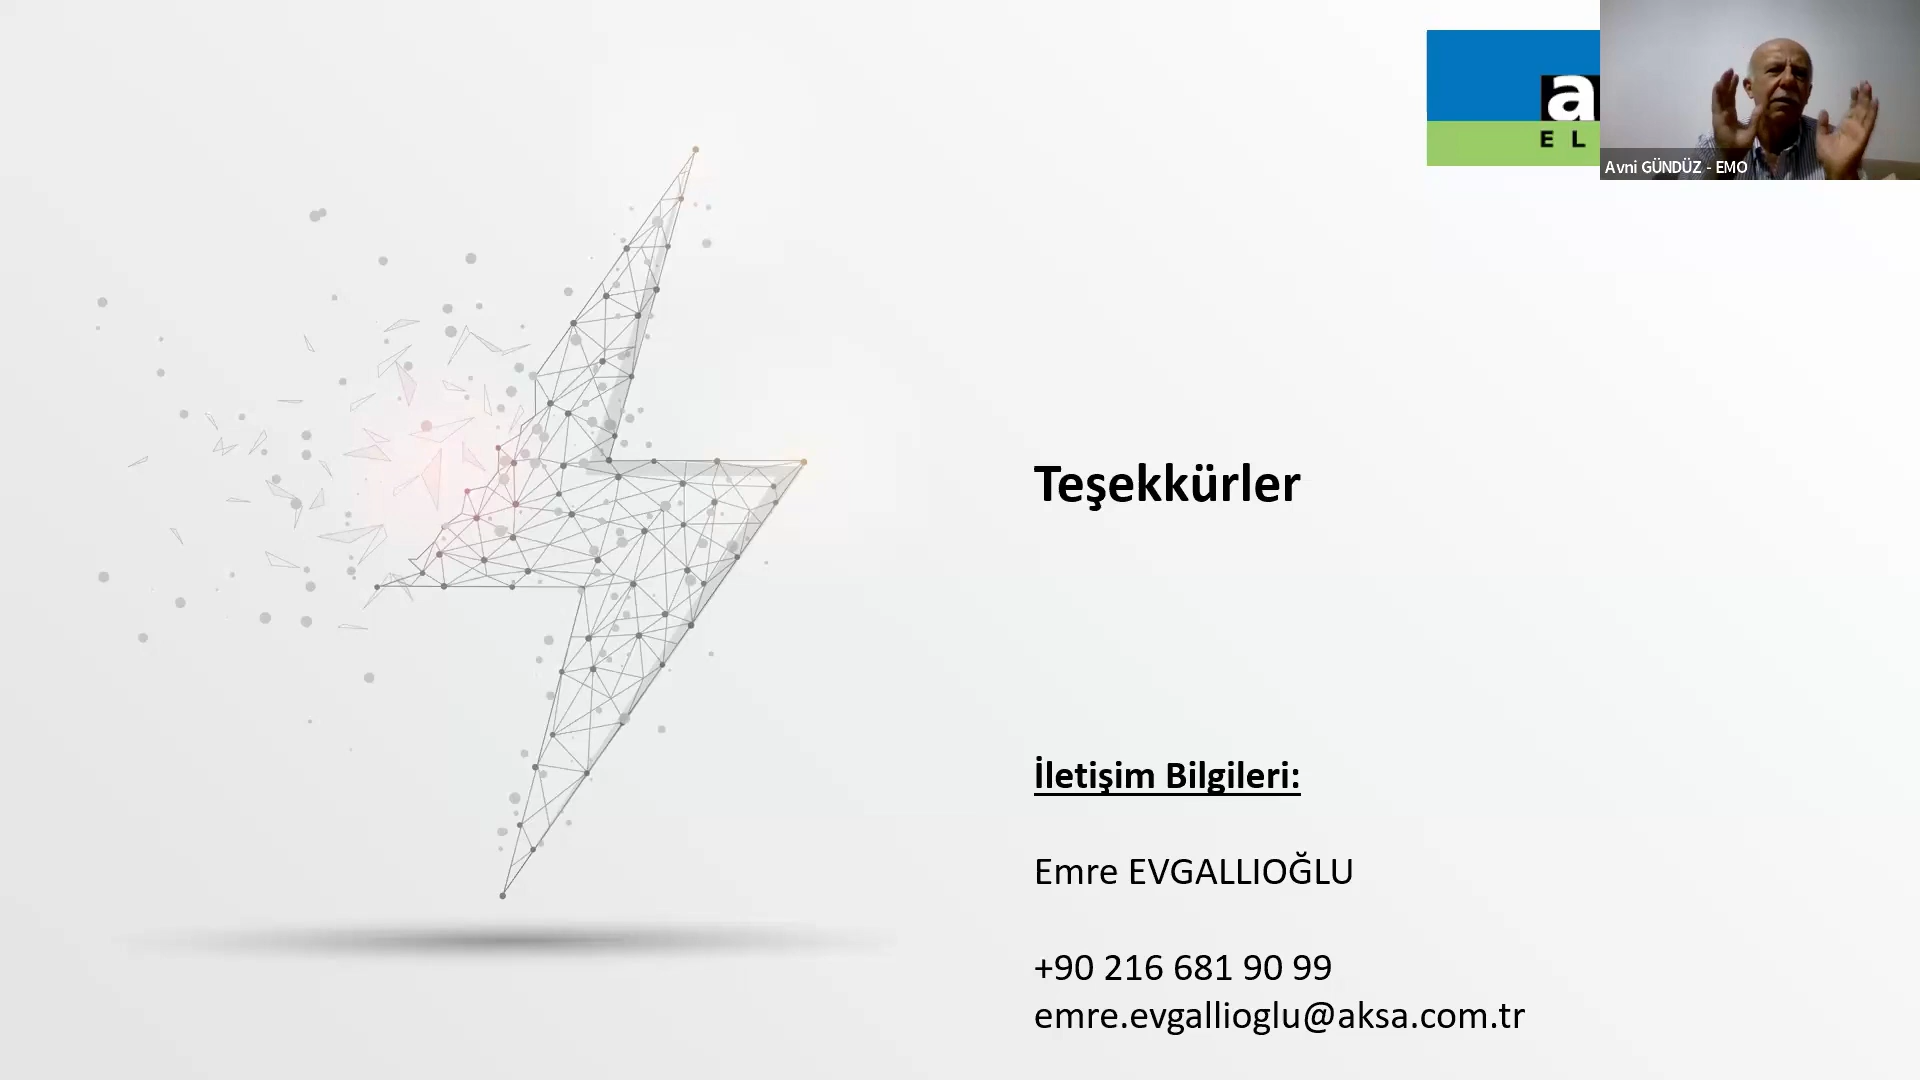 a
E L
Avni GÜNDÜZ - EMO
Teşekkürler
İletişim Bilgileri:
Emre EVGALLIOĞLU
+90 216 681 90 99
emre.evgallioglu@aksa.com.tr